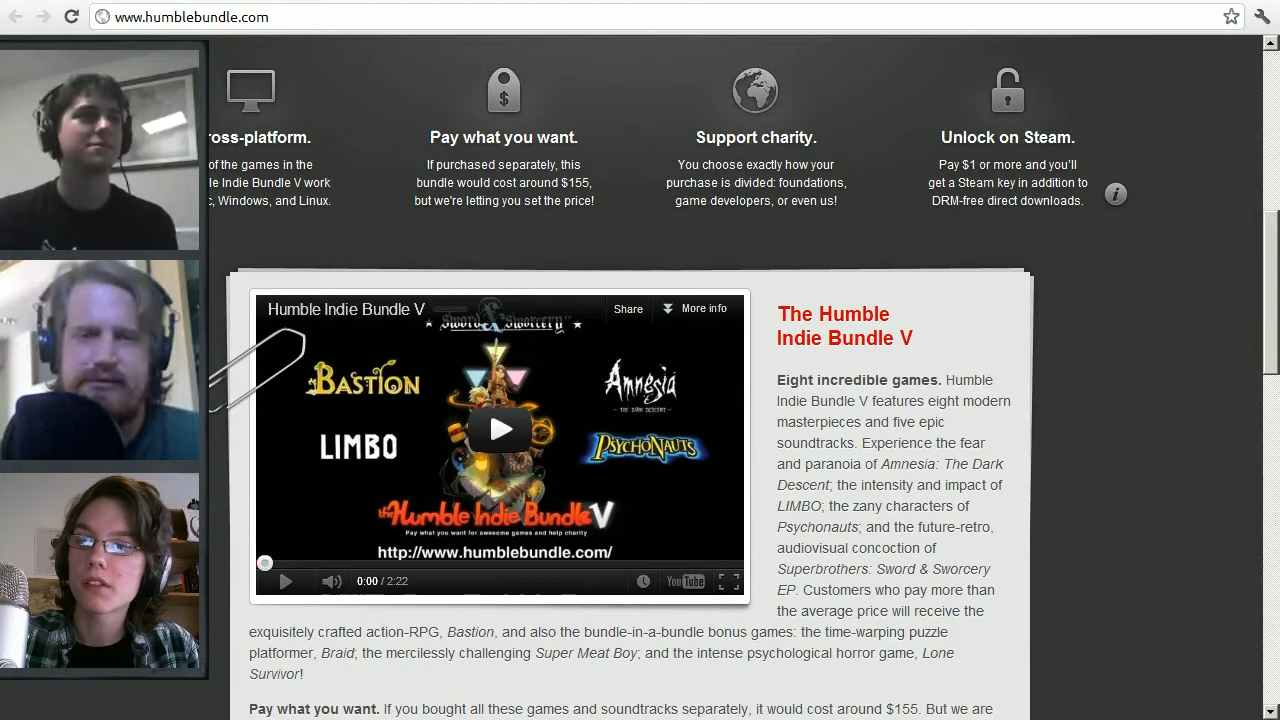 www.humblebundle.com
ross-platform.
of the games in the
le Indie Bundle V work
c, Windows, and Linux.
Pay what you want.
If purchased separately, this
bundle would cost around $155,
but we're letting you set the price!
Support charity.
You choose exactly how your
purchase is divided: foundations,
game developers, or even us!
Unlock on Steam.
Pay $1 or more and you'll
get a Steam key in addition to
DRM-free direct downloads.
Humble Indie Bundle V
Share
More info
Sword & Sworcery
BASTION
AMNESIA
- THE DARK DESCENT -
LIMBO
PSYCHONAUTS
the Humble Indie Bundle V
Pay what you want for awesome games and help charity
http://www.humblebundle.com/
0:00 / 2:22
YouTube
The Humble
Indie Bundle V
Eight incredible games. Humble
Indie Bundle V features eight modern
masterpieces and five epic
soundtracks. Experience the fear
and paranoia of Amnesia: The Dark
Descent; the intensity and impact of
LIMBO; the zany characters of
Psychonauts; and the future-retro,
audiovisual concoction of
Superbrothers: Sword & Sworcery
EP. Customers who pay more than
the average price will receive the
exquisitely crafted action-RPG, Bastion, and also the bundle-in-a-bundle bonus games: the time-warping puzzle
platformer, Braid; the mercilessly challenging Super Meat Boy; and the intense psychological horror game, Lone
Survivor!
Pay what you want. If you bought all these games and soundtracks separately, it would cost around $155. But we are